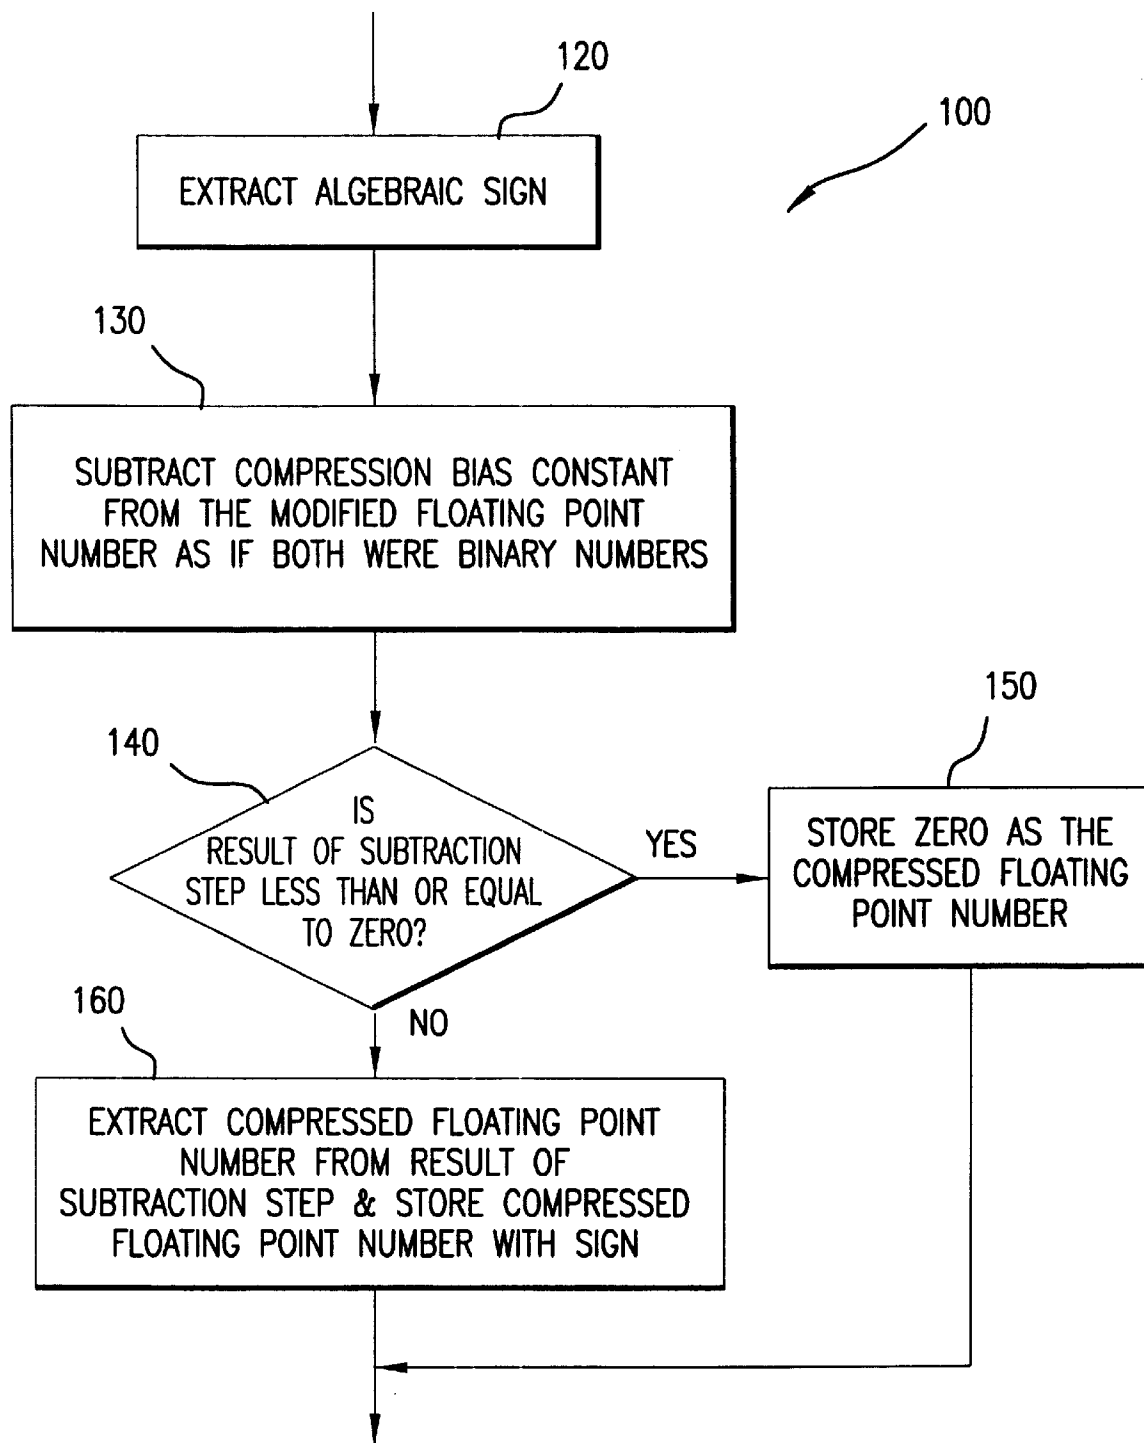 120
100
EXTRACT ALGEBRAIC SIGN
130
SUBTRACT COMPRESSION BIAS CONSTANT
FROM THE MODIFIED FLOATING POINT
NUMBER AS IF BOTH WERE BINARY NUMBERS
140
IS
RESULT OF SUBTRACTION
STEP LESS THAN OR EQUAL
TO ZERO?
YES
150
STORE ZERO AS THE
COMPRESSED FLOATING
POINT NUMBER
NO
160
EXTRACT COMPRESSED FLOATING POINT
NUMBER FROM RESULT OF
SUBTRACTION STEP & STORE COMPRESSED
FLOATING POINT NUMBER WITH SIGN